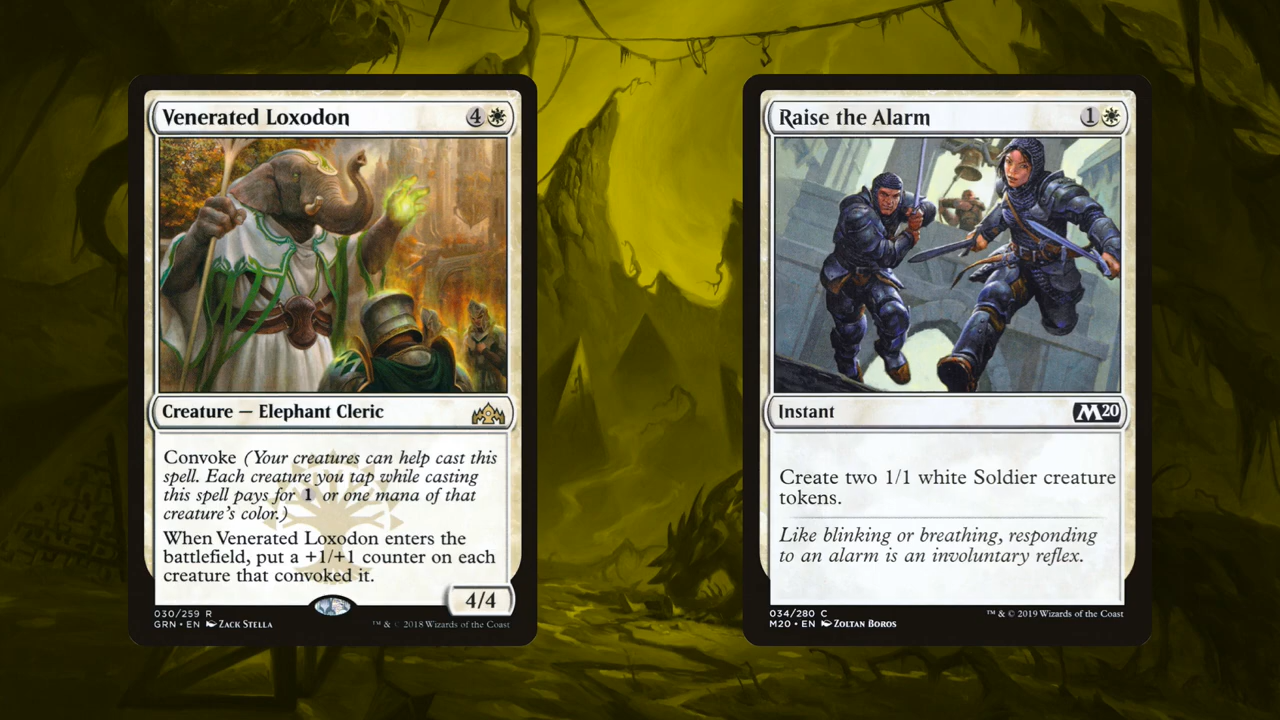 Venerated Loxodon 4
Creature — Elephant Cleric
Convoke (Your creatures can help cast this
spell. Each creature you tap while casting
this spell pays for 1 or one mana of that
creature's color.)
When Venerated Loxodon enters the
battlefield, put a +1/+1 counter on each
creature that convoked it.
4/4
030/259 R
GRN • EN Zack Stella
™ & © 2018 Wizards of the Coast
Raise the Alarm 1
Instant M20
Create two 1/1 white Soldier creature
tokens.
Like blinking or breathing, responding
to an alarm is an involuntary reflex.
034/280 C
M20 • EN Zoltan Boros
™ & © 2019 Wizards of the Coast